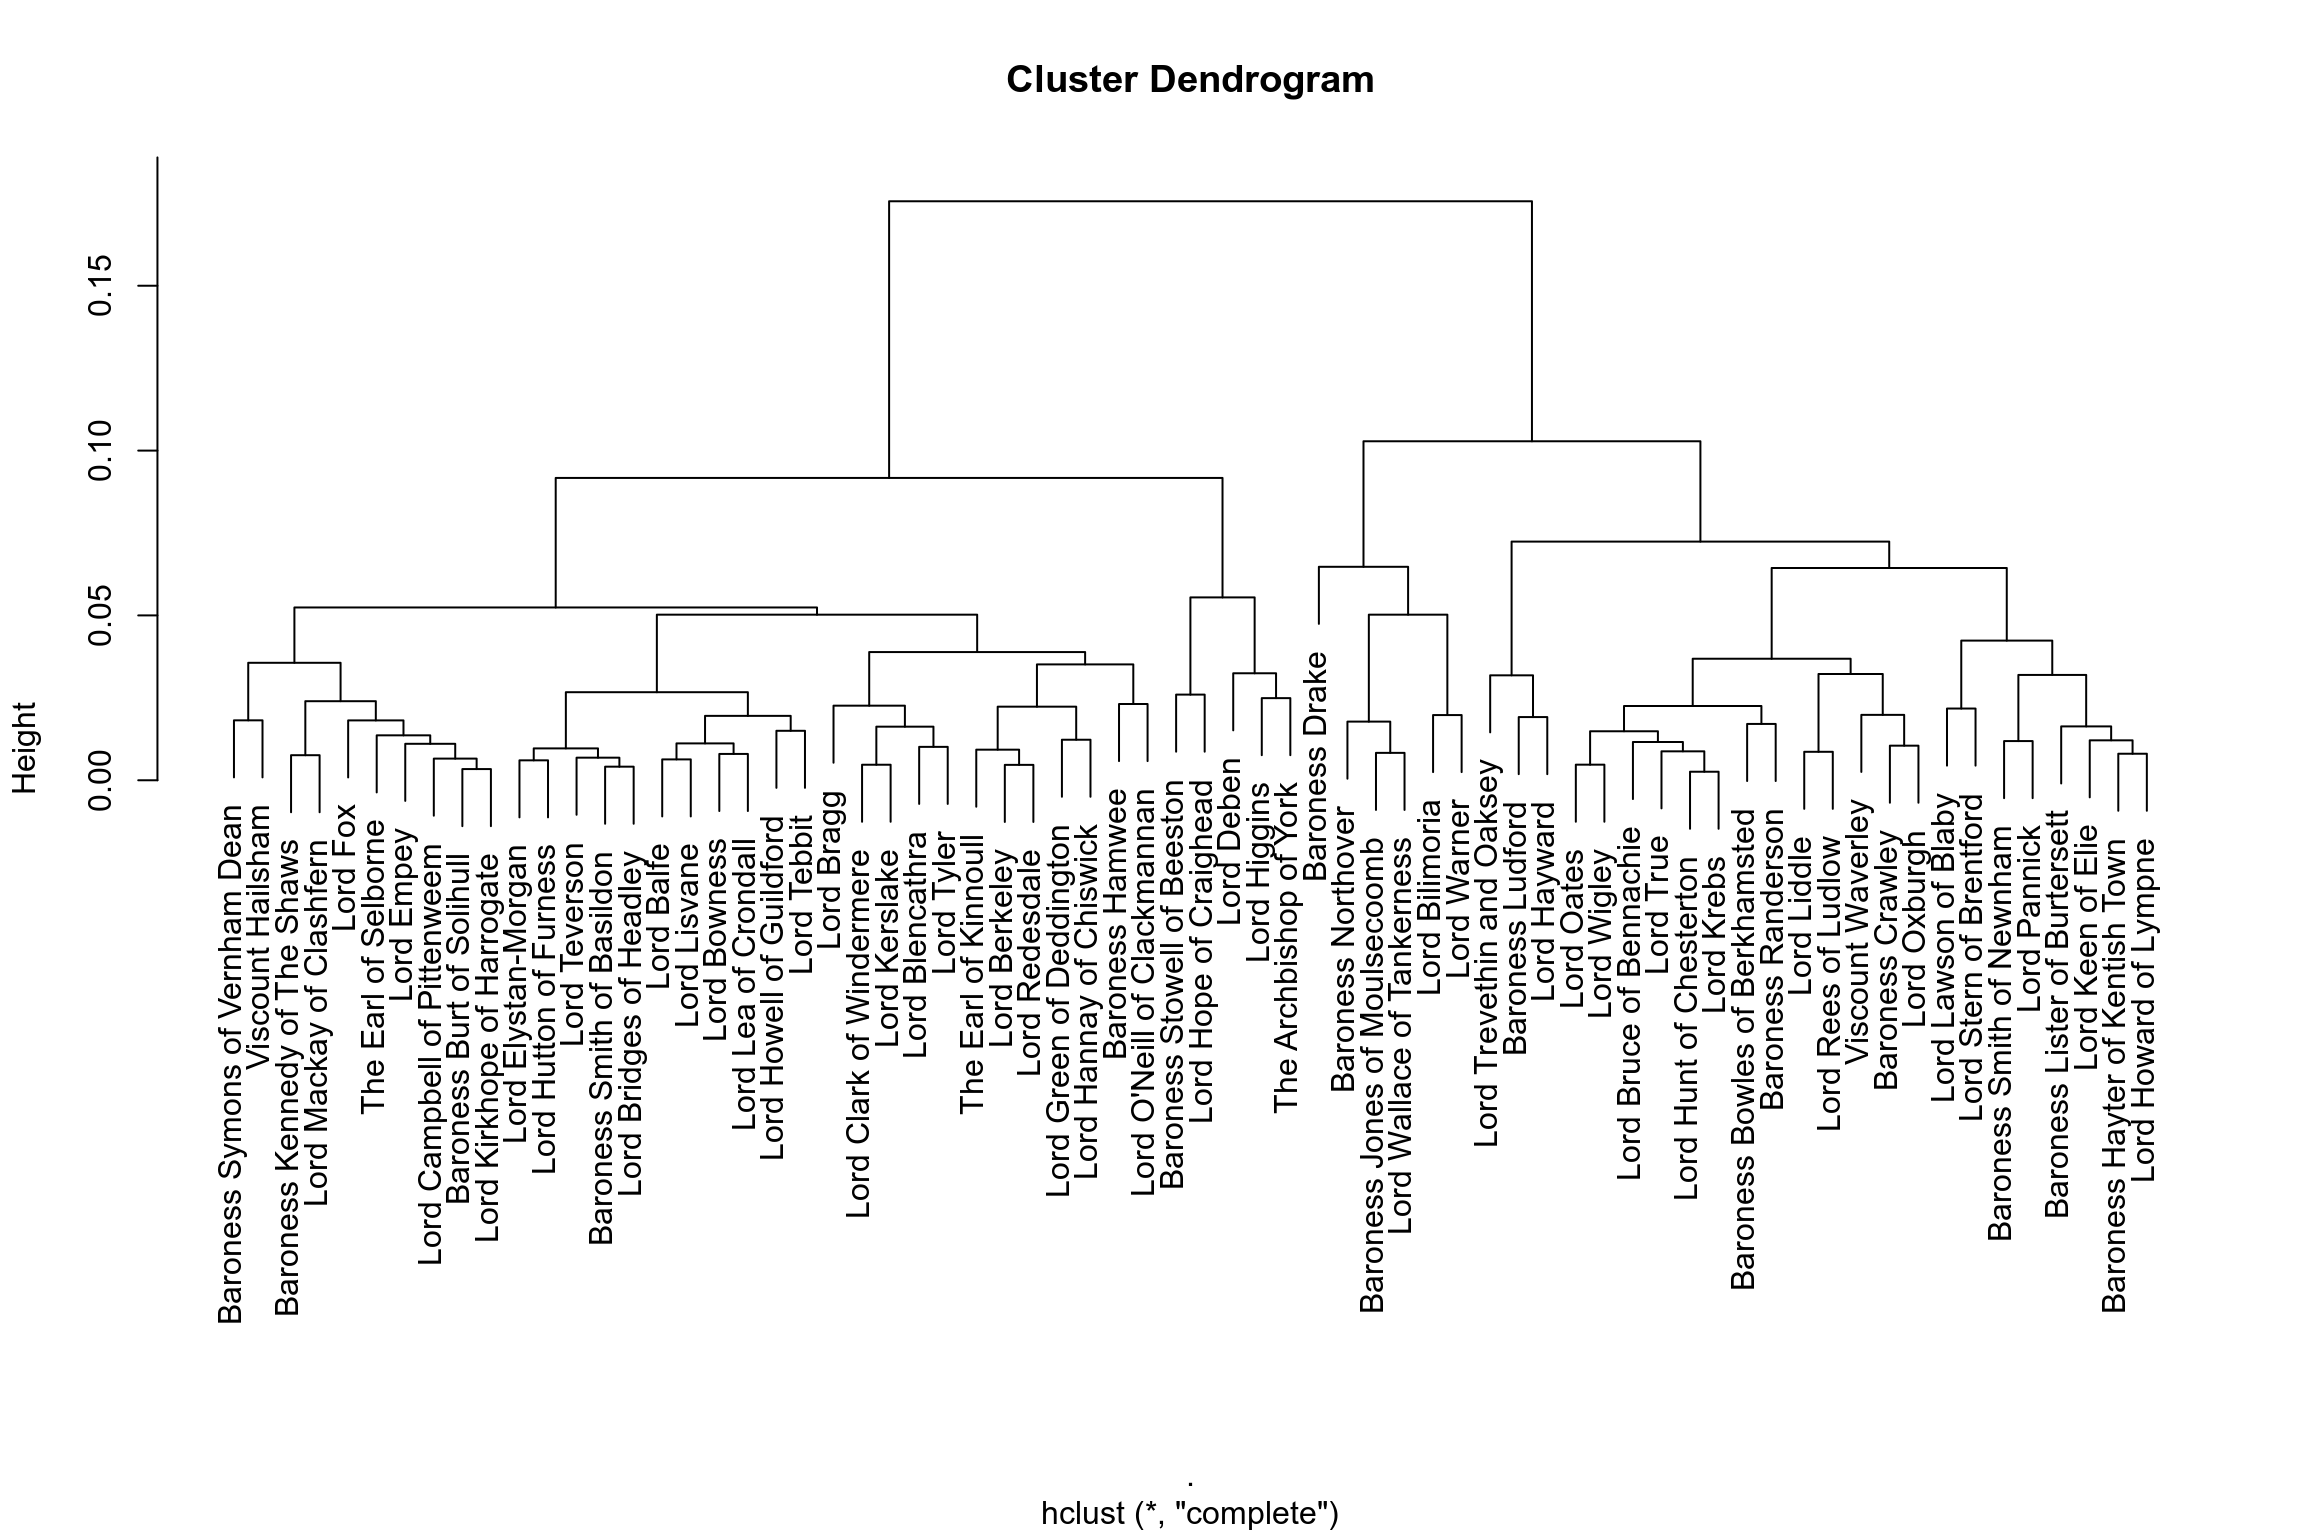 Cluster Dendrogram
Height
0.15
0.10
0.05
0.00
Baroness Symons of Vernham Dean
Viscount Hailsham
Baroness Kennedy of The Shaws
Lord Mackay of Clashfern
Lord Fox
The Earl of Selborne
Lord Empey
Lord Campbell of Pittenweem
Baroness Burt of Solihull
Lord Kirkhope of Harrogate
Lord Elystan-Morgan
Lord Hutton of Furness
Lord Teverson
Baroness Smith of Basildon
Lord Bridges of Headley
Lord Balfe
Lord Lisvane
Lord Bowness
Lord Lea of Crondall
Lord Howell of Guildford
Lord Tebbit
Lord Bragg
Lord Clark of Windermere
Lord Kerslake
Lord Blencathra
Lord Tyler
The Earl of Kinnoull
Lord Berkeley
Lord Redesdale
Lord Green of Deddington
Lord Hannay of Chiswick
Baroness Hamwee
Lord O'Neill of Clackmannan
Baroness Stowell of Beeston
Lord Hope of Craighead
Lord Deben
Lord Higgins
The Archbishop of York
Baroness Drake
Baroness Northover
Baroness Jones of Moulsecoomb
Lord Wallace of Tankerness
Lord Bilimoria
Lord Warner
Lord Trevethin and Oaksey
Baroness Ludford
Lord Hayward
Lord Oates
Lord Wigley
Lord Bruce of Bennachie
Lord True
Lord Hunt of Chesterton
Lord Krebs
Baroness Bowles of Berkhamsted
Baroness Randerson
Lord Liddle
Lord Rees of Ludlow
Viscount Waverley
Baroness Crawley
Lord Oxburgh
Lord Lawson of Blaby
Lord Stern of Brentford
Baroness Smith of Newnham
Lord Pannick
Baroness Lister of Burtersett
Lord Keen of Elie
Baroness Hayter of Kentish Town
Lord Howard of Lympne
.
hclust (*, "complete")